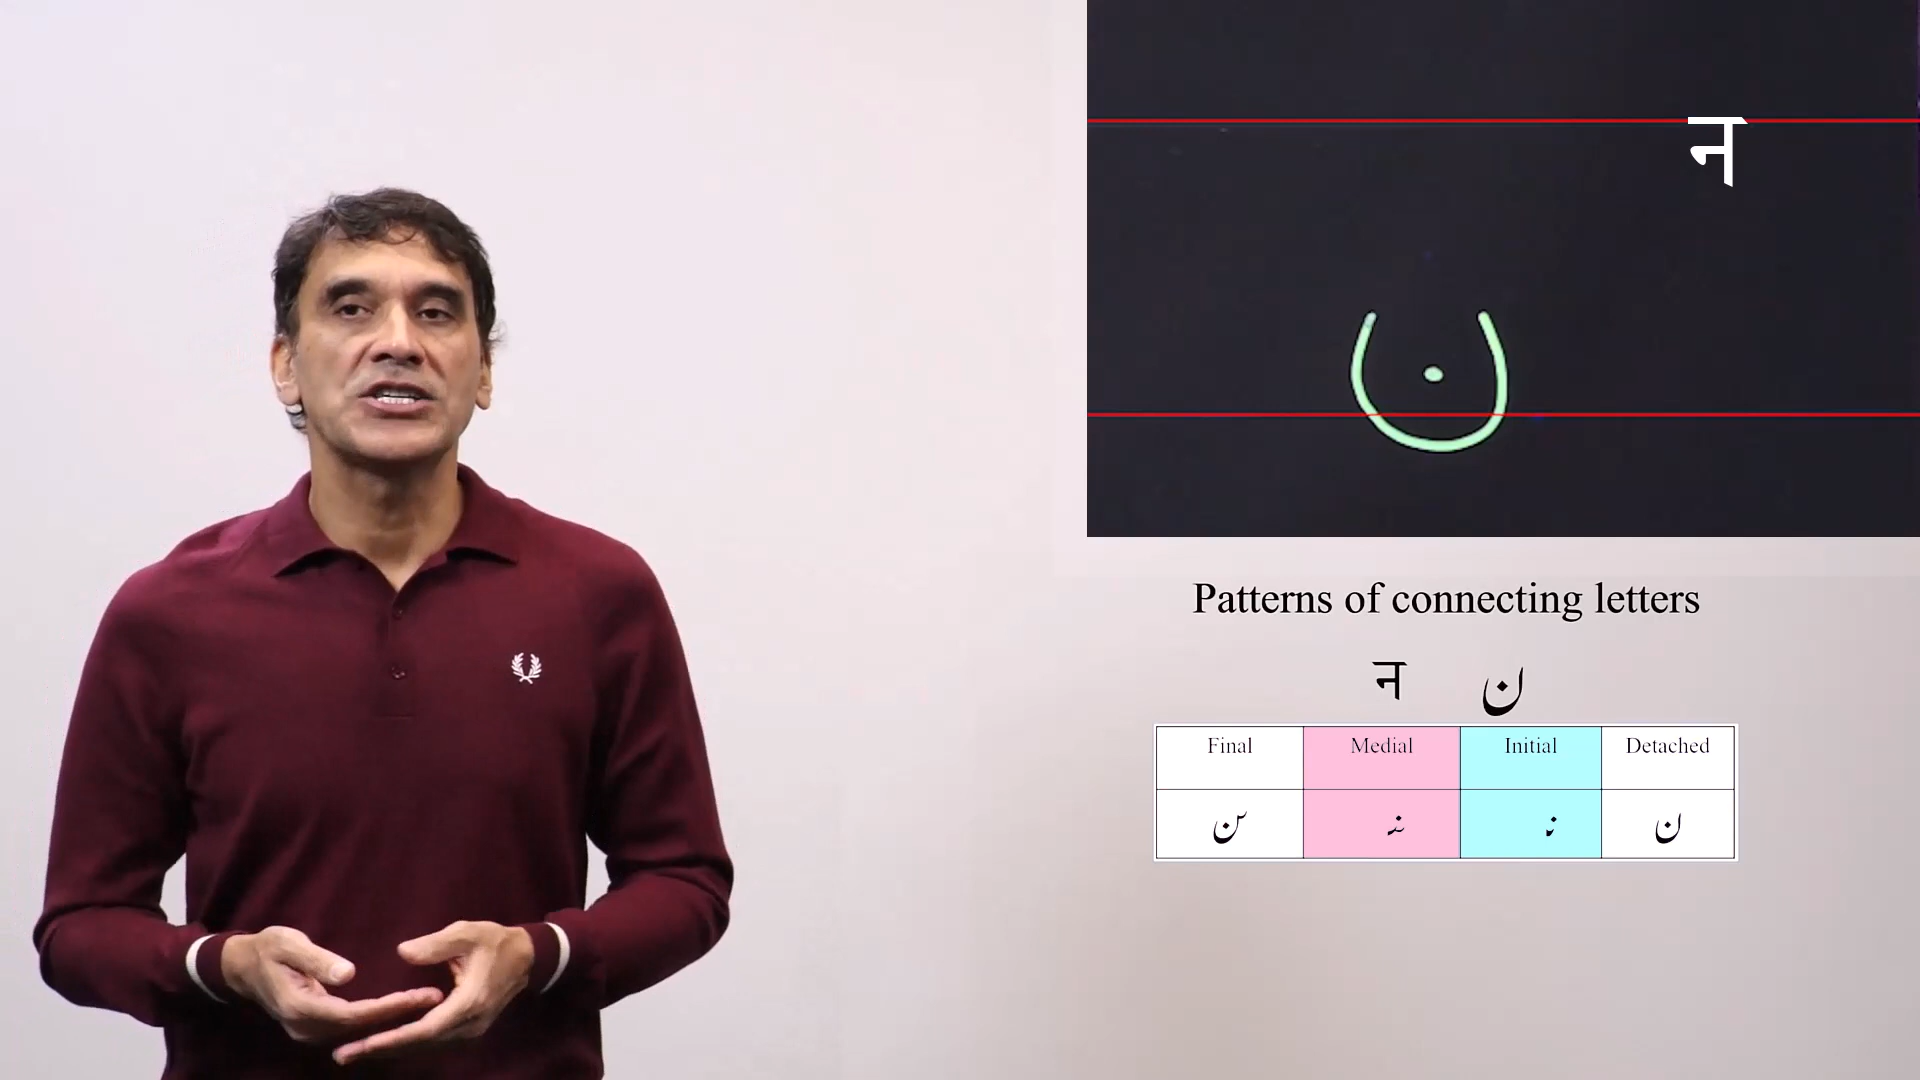 न
ن
Patterns of connecting letters
न ن
Final Medial Initial Detached
ـن ـنـ نـ ن